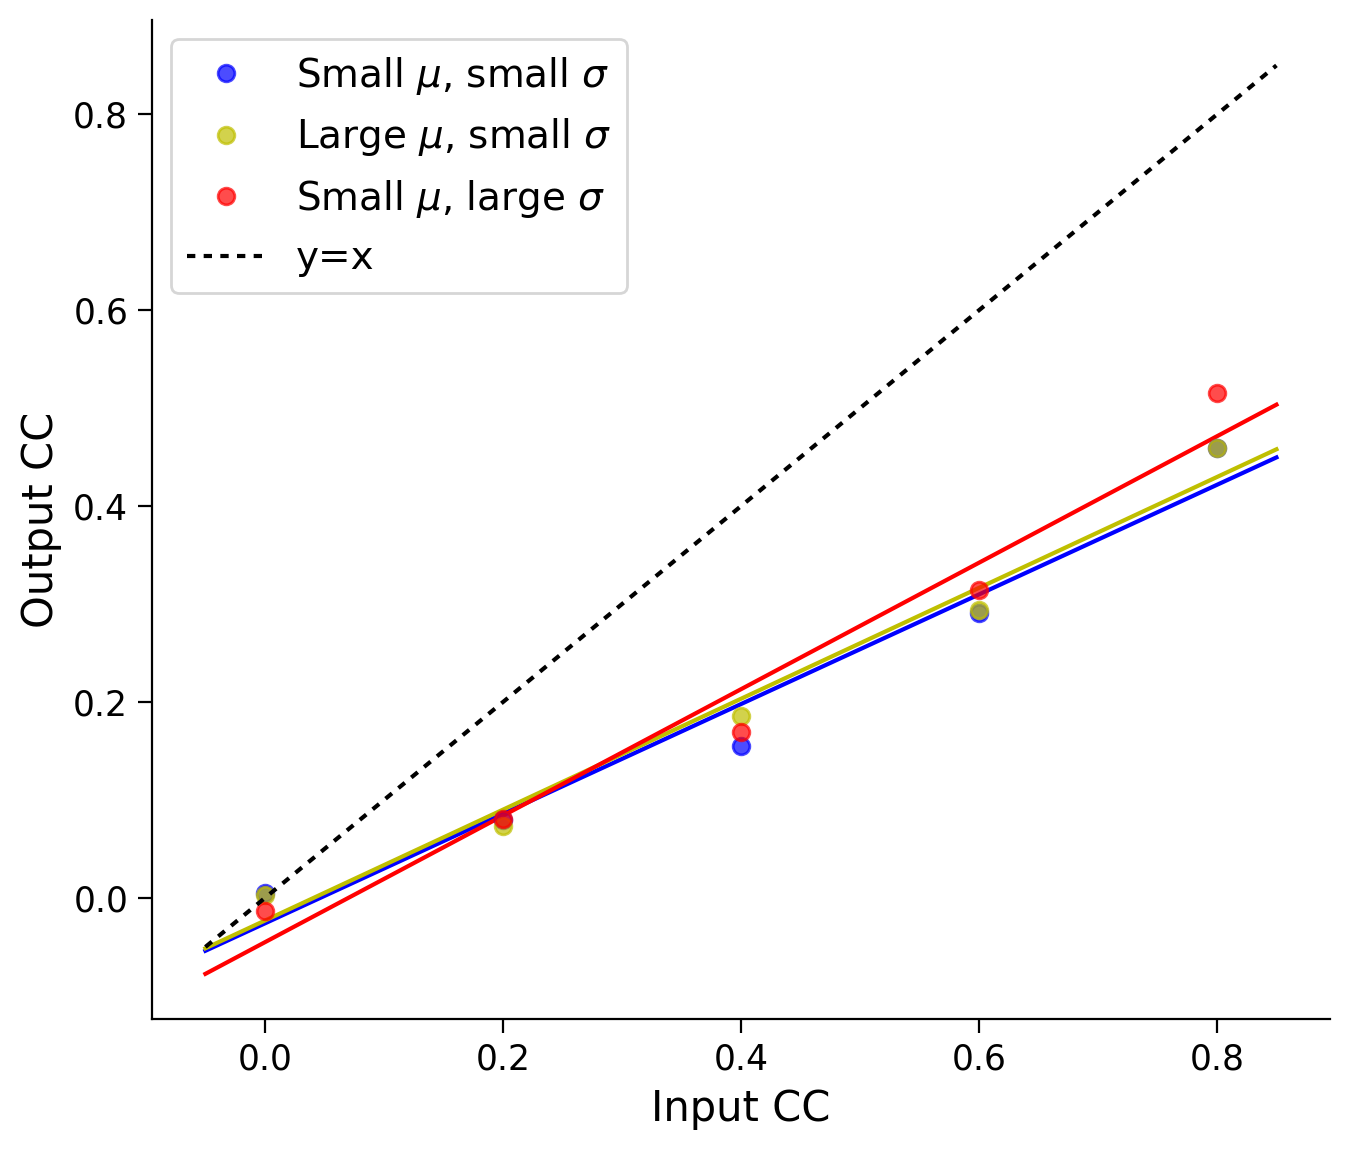 Small μ, small σ
Large μ, small σ
Small μ, large σ
y=x
0.8
0.6
0.4
0.2
0.0
Output CC
0.0 0.2 0.4 0.6 0.8
Input CC